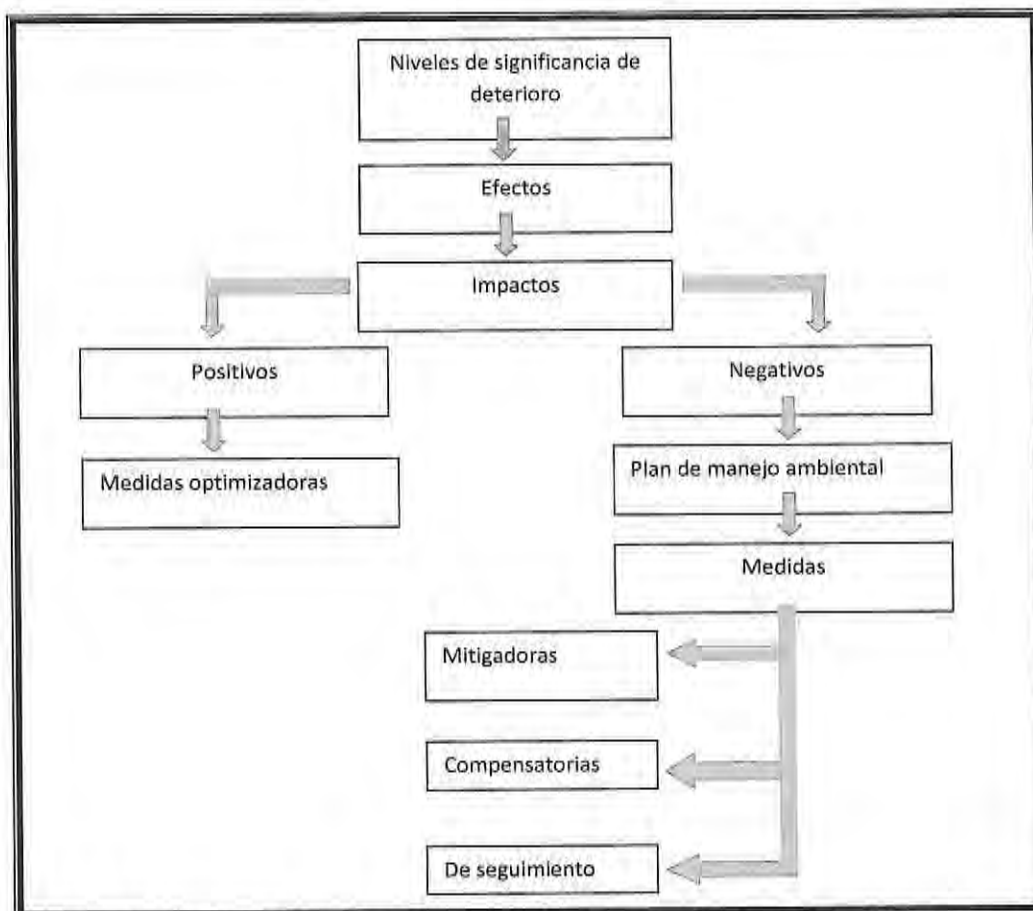 Niveles de significancia de
deterioro
Efectos
Impactos
Positivos
Negativos
Medidas optimizadoras
Plan de manejo ambiental
Medidas
Mitigadoras
Compensatorias
De seguimiento